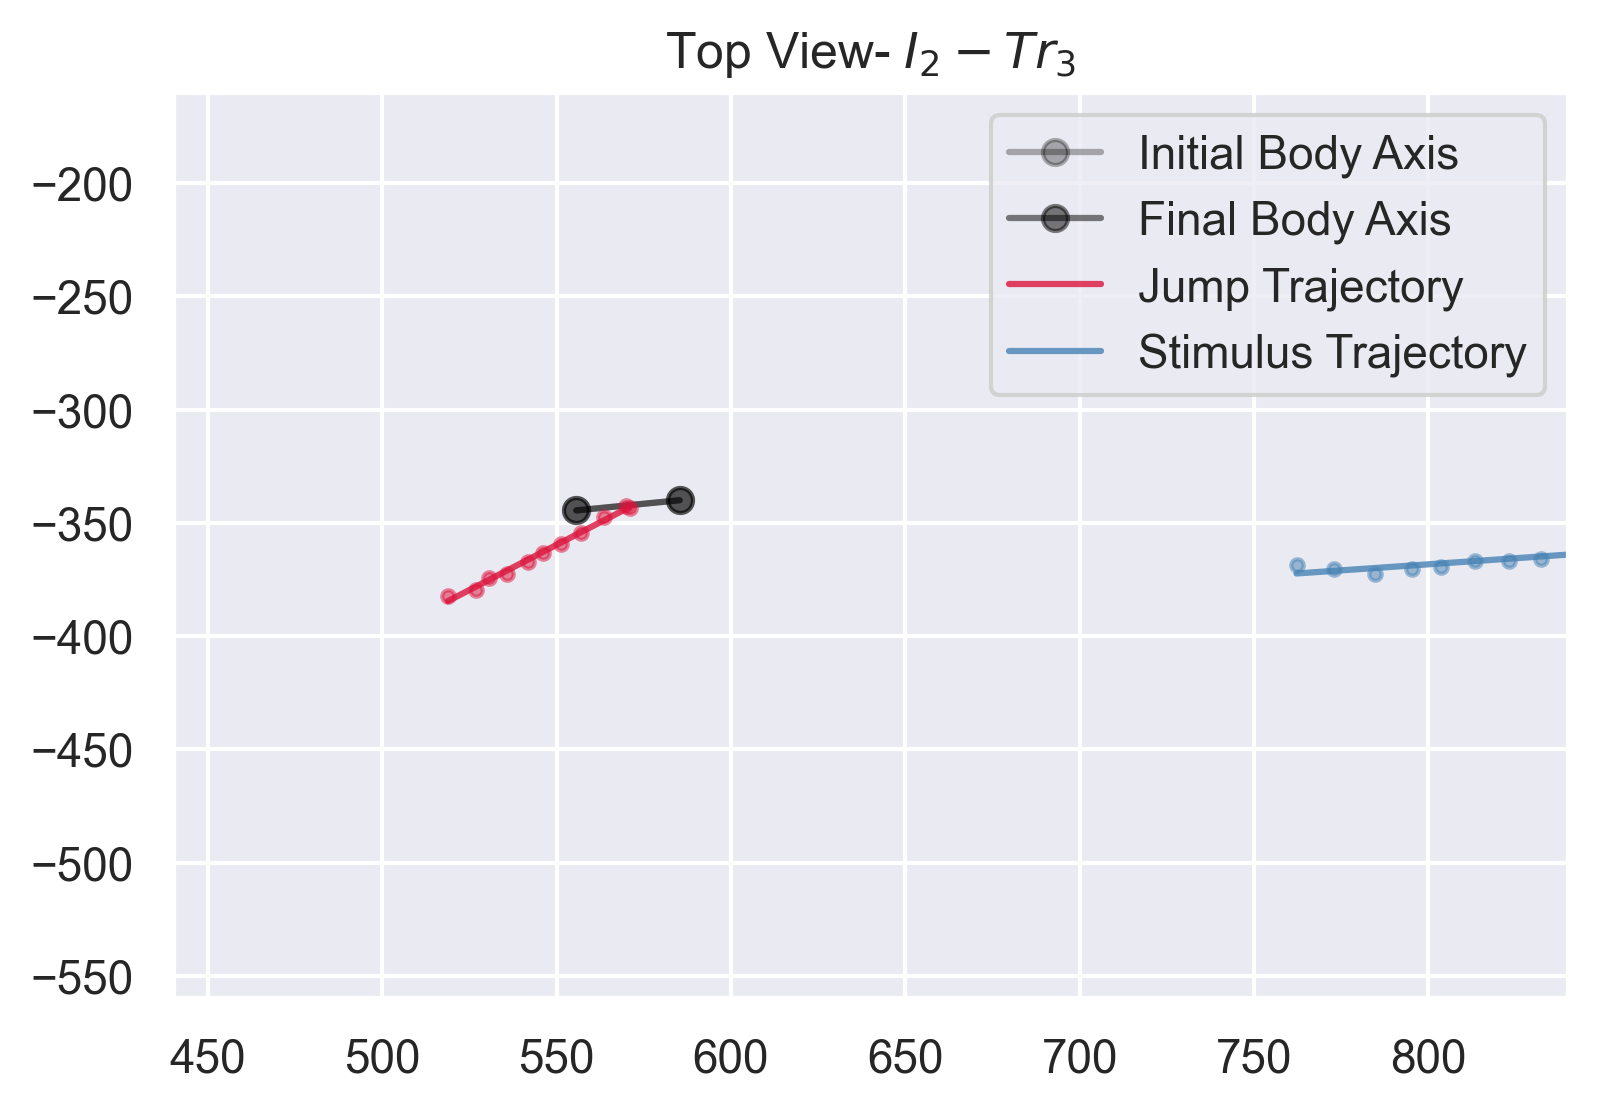 Top View- I₂ − Tr₃
Initial Body Axis
Final Body Axis
Jump Trajectory
Stimulus Trajectory
−200
−250
−300
−350
−400
−450
−500
−550
450 500 550 600 650 700 750 800